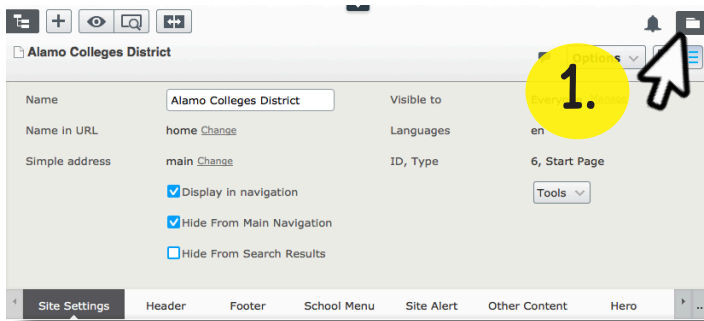 Alamo Colleges District
Options
1.
Name Alamo Colleges District Visible to
Name in URL home Change Languages en
Simple address main Change ID, Type 6, Start Page
Display in navigation Tools
Hide From Main Navigation
Hide From Search Results
Site Settings Header Footer School Menu Site Alert Other Content Hero ..